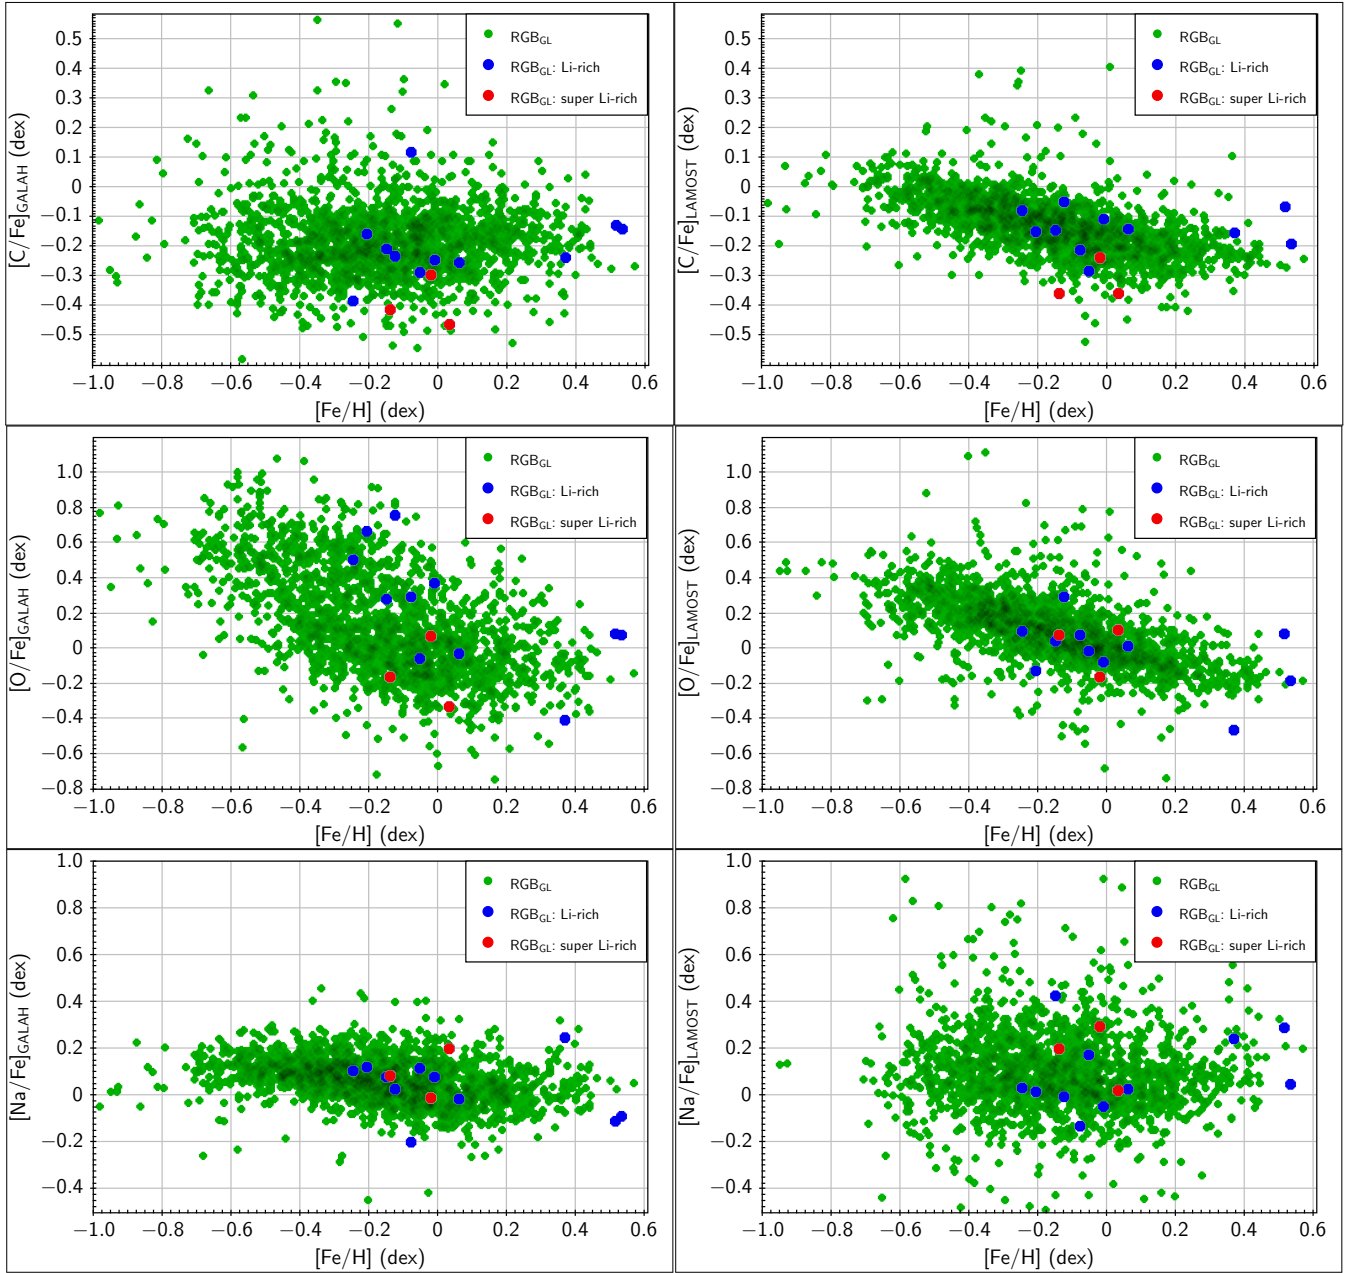 [C/Fe]GALAH (dex)
0.5
0.4
0.3
0.2
0.1
0
−0.1
−0.2
−0.3
−0.4
−0.5
RGBGL
RGBGL: Li-rich
RGBGL: super Li-rich
−1.0 −0.8 −0.6 −0.4 −0.2 0 0.2 0.4 0.6
[Fe/H] (dex)
[C/Fe]LAMOST (dex)
0.5
0.4
0.3
0.2
0.1
0
−0.1
−0.2
−0.3
−0.4
−0.5
RGBGL
RGBGL: Li-rich
RGBGL: super Li-rich
−1.0 −0.8 −0.6 −0.4 −0.2 0 0.2 0.4 0.6
[Fe/H] (dex)
[O/Fe]GALAH (dex)
1.0
0.8
0.6
0.4
0.2
0
−0.2
−0.4
−0.6
−0.8
RGBGL
RGBGL: Li-rich
RGBGL: super Li-rich
−1.0 −0.8 −0.6 −0.4 −0.2 0 0.2 0.4 0.6
[Fe/H] (dex)
[O/Fe]LAMOST (dex)
1.0
0.8
0.6
0.4
0.2
0
−0.2
−0.4
−0.6
−0.8
RGBGL
RGBGL: Li-rich
RGBGL: super Li-rich
−1.0 −0.8 −0.6 −0.4 −0.2 0 0.2 0.4 0.6
[Fe/H] (dex)
[Na/Fe]GALAH (dex)
1.0
0.8
0.6
0.4
0.2
0
−0.2
−0.4
RGBGL
RGBGL: Li-rich
RGBGL: super Li-rich
−1.0 −0.8 −0.6 −0.4 −0.2 0 0.2 0.4 0.6
[Fe/H] (dex)
[Na/Fe]LAMOST (dex)
1.0
0.8
0.6
0.4
0.2
0
−0.2
−0.4
RGBGL
RGBGL: Li-rich
RGBGL: super Li-rich
−1.0 −0.8 −0.6 −0.4 −0.2 0 0.2 0.4 0.6
[Fe/H] (dex)